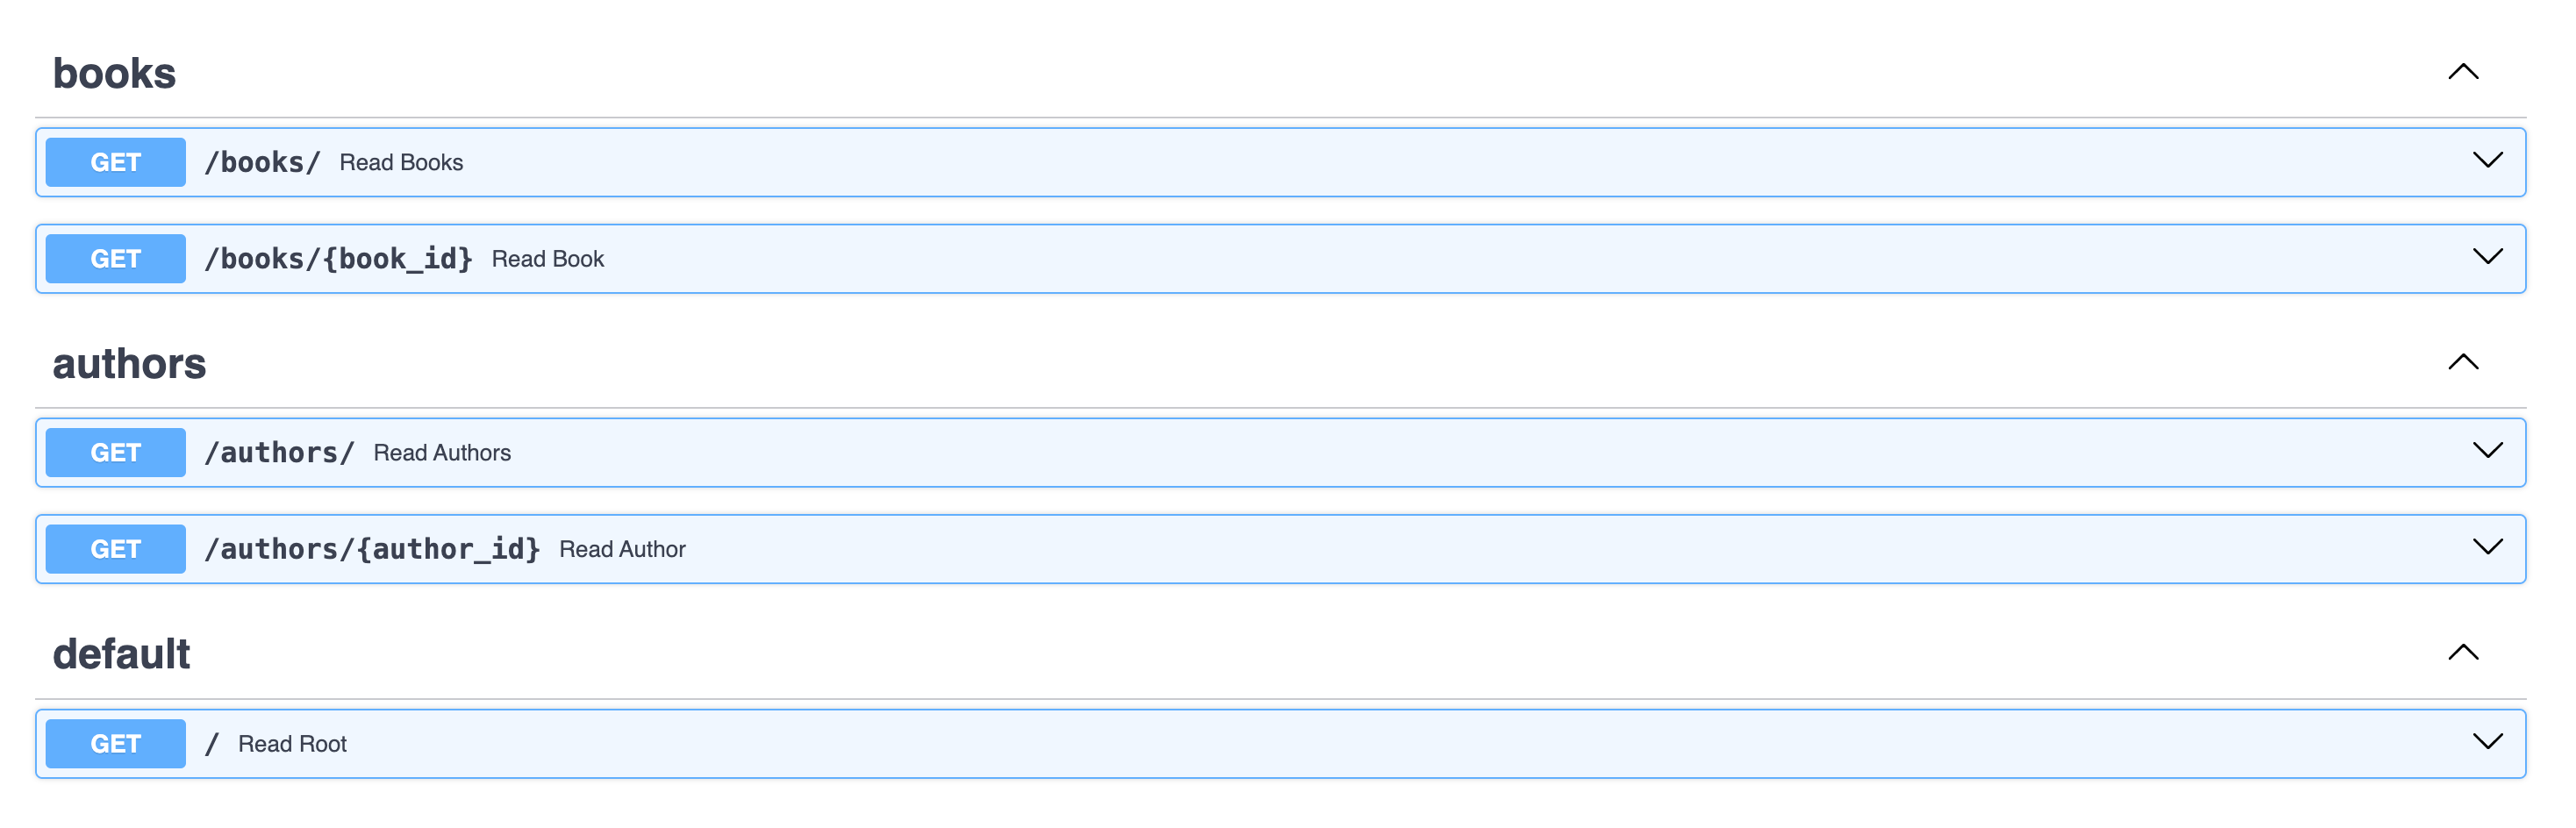 books
GET /books/ Read Books
GET /books/{book_id} Read Book
authors
GET /authors/ Read Authors
GET /authors/{author_id} Read Author
default
GET / Read Root